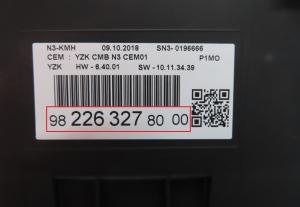 N3-KMH 09.10.2018 SN3- 0196666
CEM : YZK CMB N3 CEM01 P1MO
YZK HW - 6.40.01 SW - 10.11.34.39
98 226 327 80 00